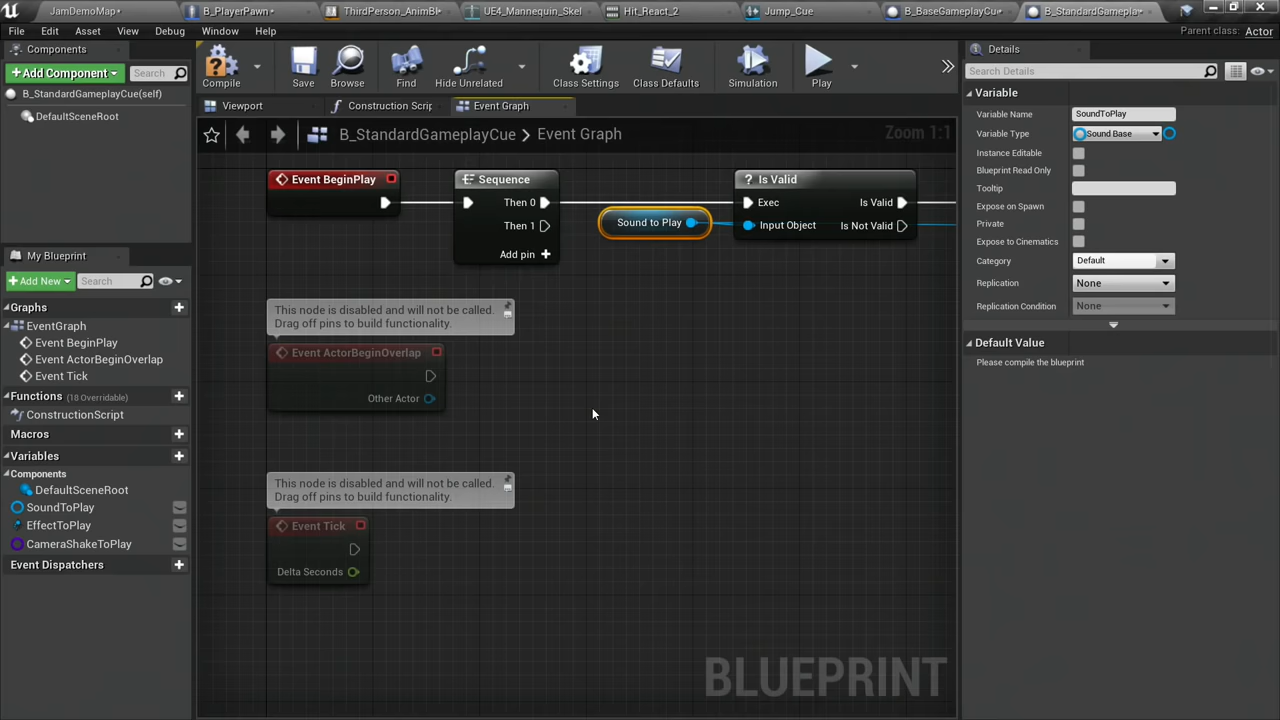 JamDemoMap•
B_PlayerPawn•
ThirdPerson_AnimBl•
UE4_Mannequin_Skel
Hit_React_2
Jump_Cue
B_BaseGameplayCue•
B_StandardGamepla•
File Edit Asset View Debug Window Help
Parent class: Actor
Components
+Add Component
Search
B_StandardGameplayCue(self)
DefaultSceneRoot
My Blueprint
+Add New
Search
Graphs
EventGraph
Event BeginPlay
Event ActorBeginOverlap
Event Tick
Functions (18 Overridable)
ConstructionScript
Macros
Variables
Components
DefaultSceneRoot
SoundToPlay
EffectToPlay
CameraShakeToPlay
Event Dispatchers
Compile
Save
Browse
Find
Hide Unrelated
Class Settings
Class Defaults
Play
Viewport
Construction Scrip
Event Graph
B_StandardGameplayCue > Event Graph
Zoom 1:1
Event BeginPlay
Sequence
Then 0
Then 1
Add pin +
Sound to Play
? Is Valid
Exec
Is Valid
Input Object
Is Not Valid
This node is disabled and will not be called.
Drag off pins to build functionality.
Event ActorBeginOverlap
Other Actor
This node is disabled and will not be called.
Drag off pins to build functionality.
Event Tick
Delta Seconds
BLUEPRINT
Details
Search Details
Variable
Variable Name SoundToPlay
Variable Type Sound Base
Instance Editable
Blueprint Read Only
Tooltip
Expose on Spawn
Private
Expose to Cinematics
Category Default
Replication None
Replication Condition None
Default Value
Please compile the blueprint